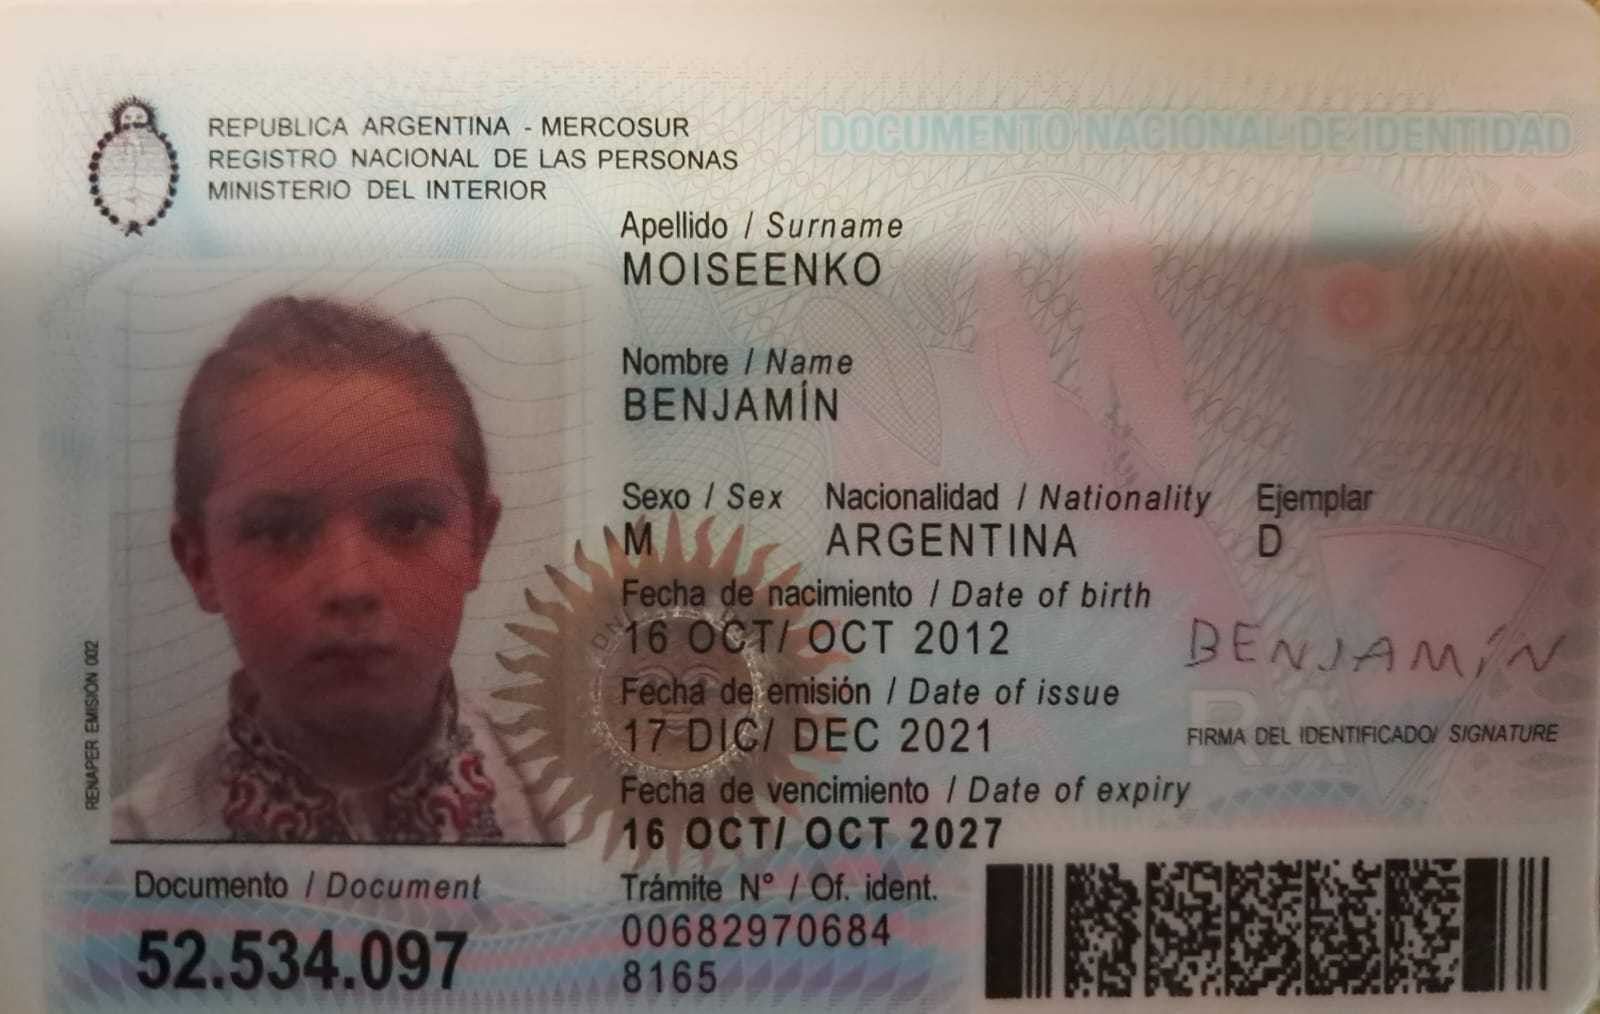 REPUBLICA ARGENTINA - MERCOSUR
REGISTRO NACIONAL DE LAS PERSONAS
MINISTERIO DEL INTERIOR
DOCUMENTO NACIONAL DE IDENTIDAD
Apellido / Surname
MOISEENKO
Nombre / Name
BENJAMÍN
Sexo / Sex Nacionalidad / Nationality Ejemplar
M ARGENTINA D
Fecha de nacimiento / Date of birth
16 OCT/ OCT 2012
BENJAMÍN
Fecha de emisión / Date of issue
17 DIC/ DEC 2021
RA
FIRMA DEL IDENTIFICADO/ SIGNATURE
Fecha de vencimiento / Date of expiry
16 OCT/ OCT 2027
RENAPER EMISIÓN 002
Documento / Document
52.534.097
Trámite N° / Of. ident.
00682970684
8165